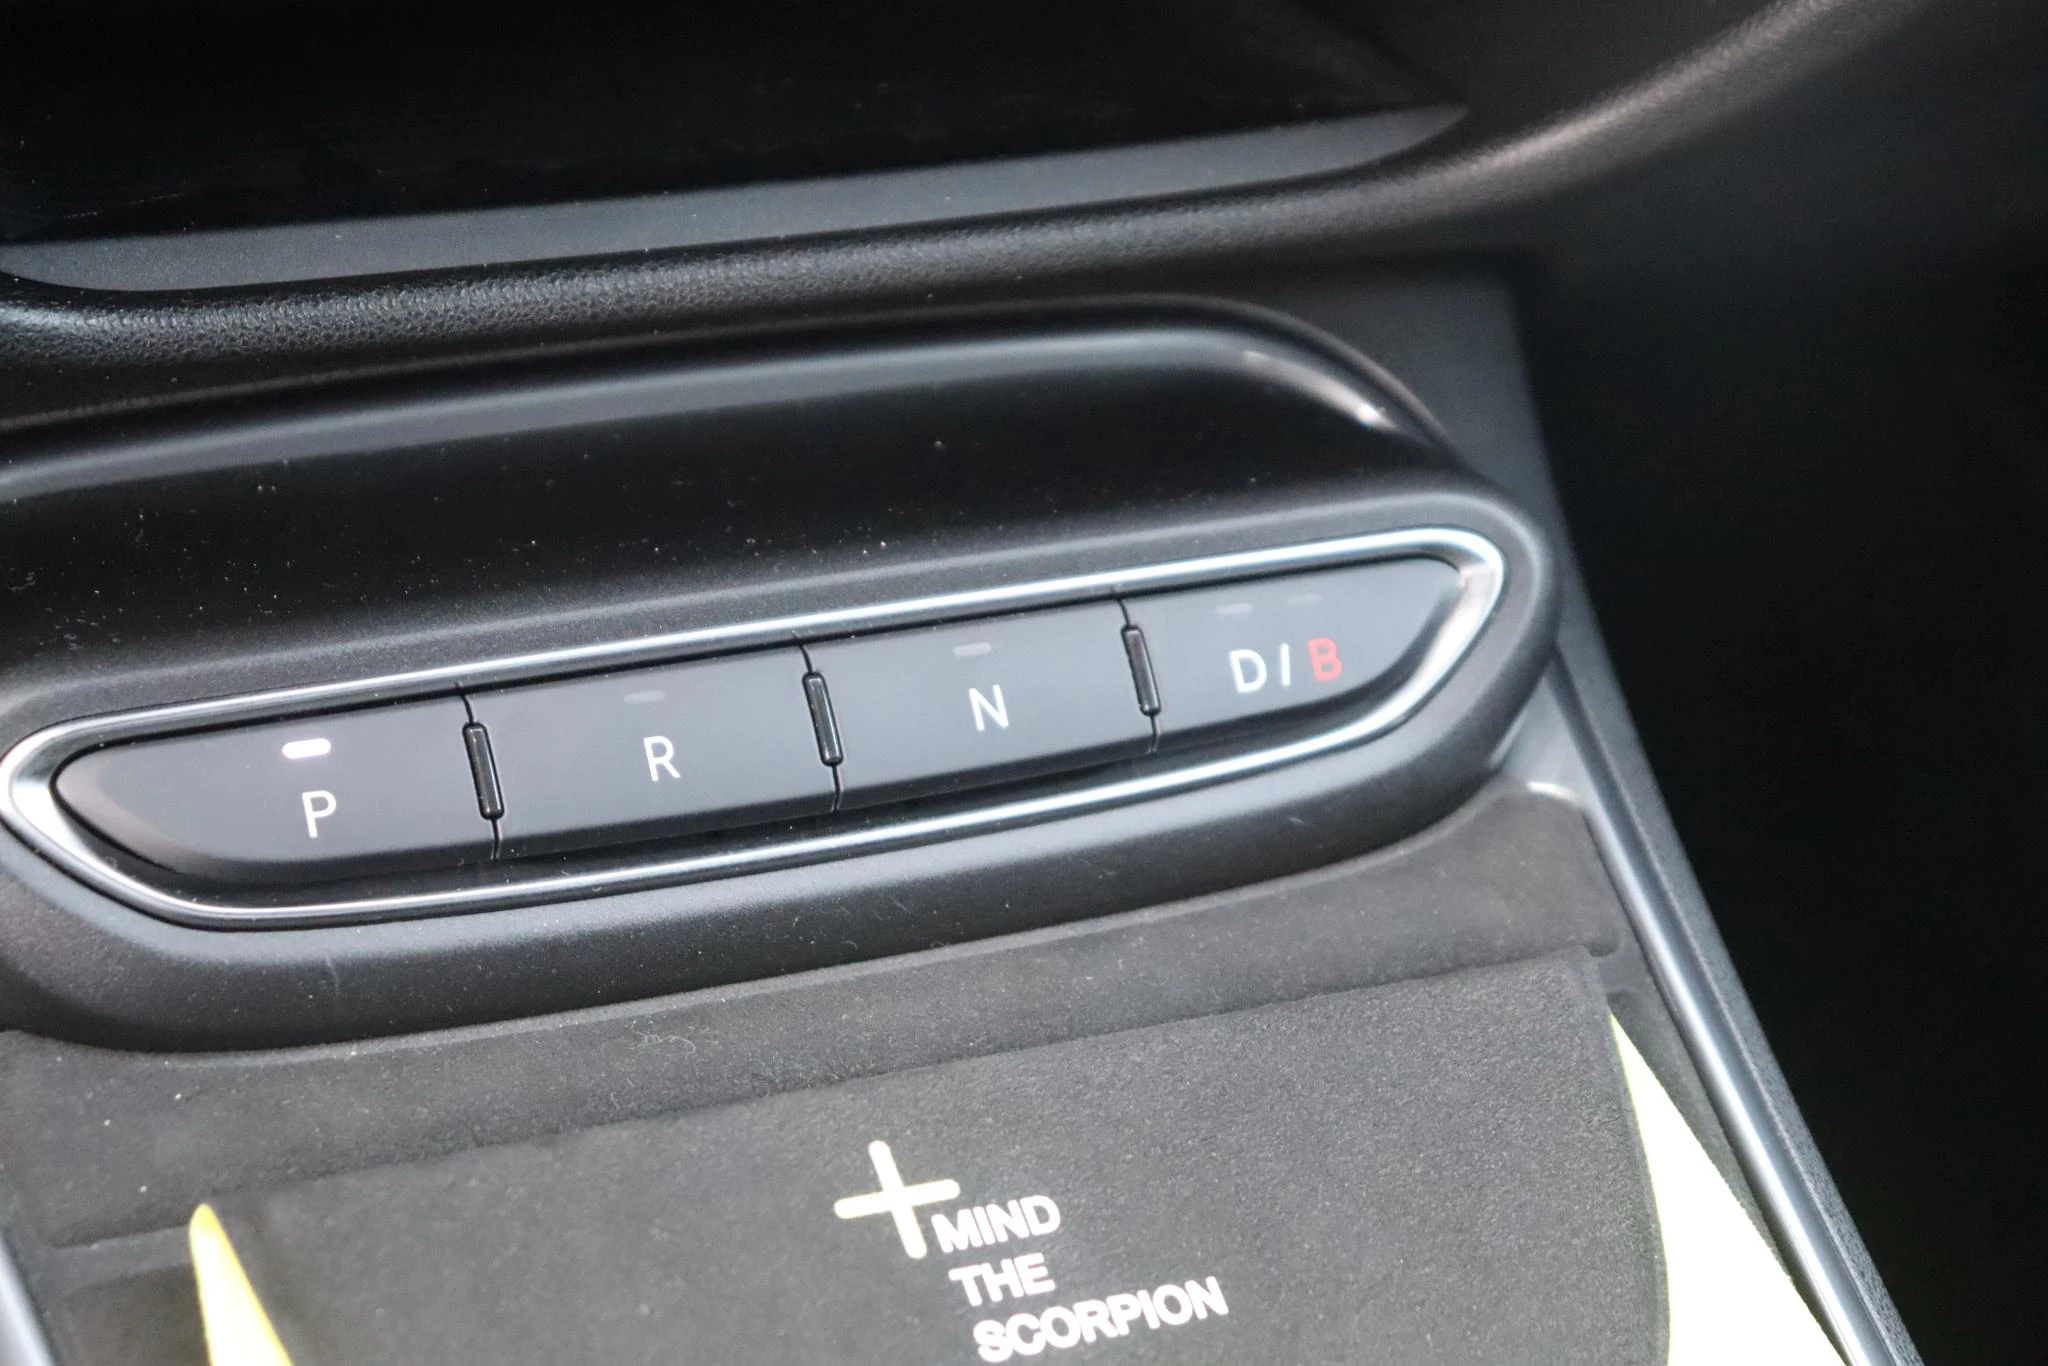 P R N D/B
MIND
THE
SCORPION